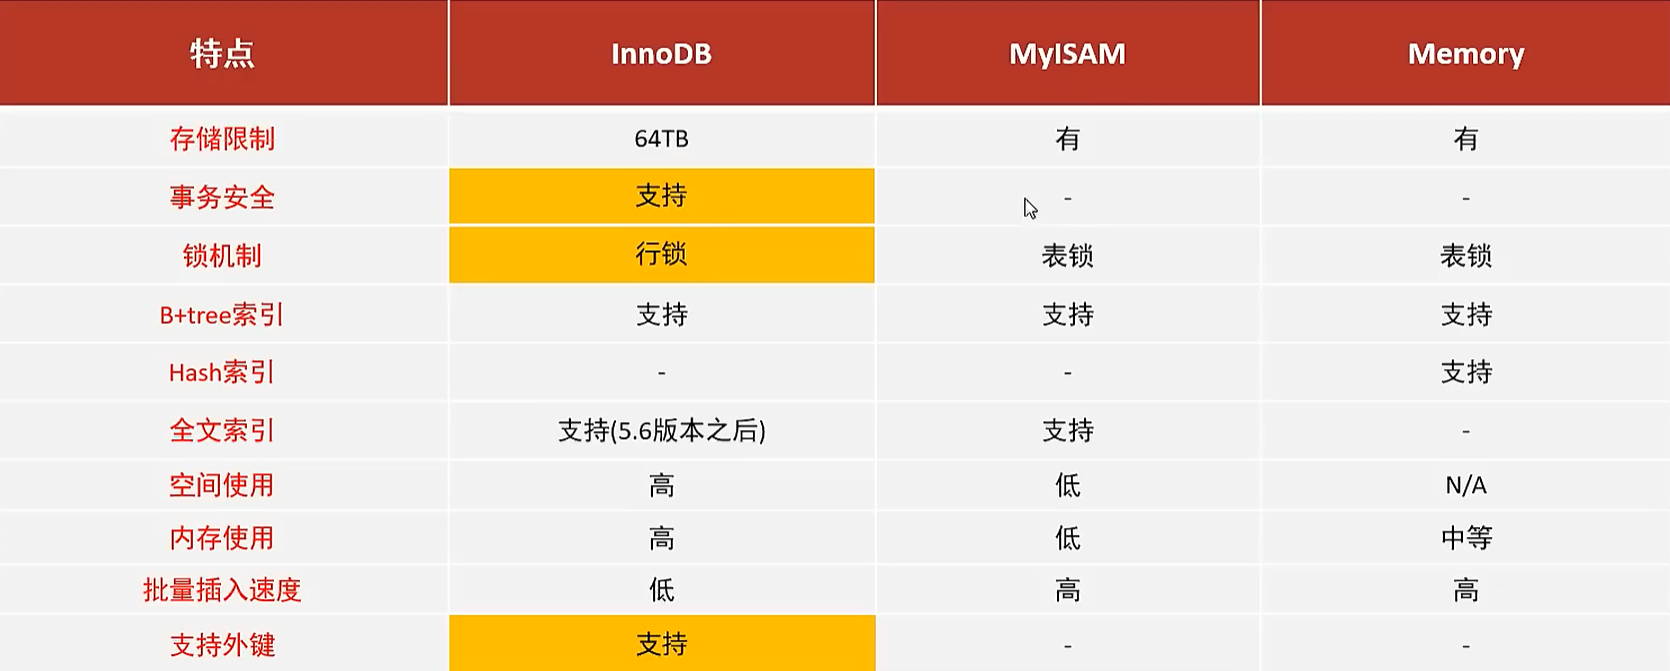 特点 InnoDB MyISAM Memory
存储限制 64TB 有 有
事务安全 支持 - -
锁机制 行锁 表锁 表锁
B+tree索引 支持 支持 支持
Hash索引 - - 支持
全文索引 支持(5.6版本之后) 支持 -
空间使用 高 低 N/A
内存使用 高 低 中等
批量插入速度 低 高 高
支持外键 支持 - -